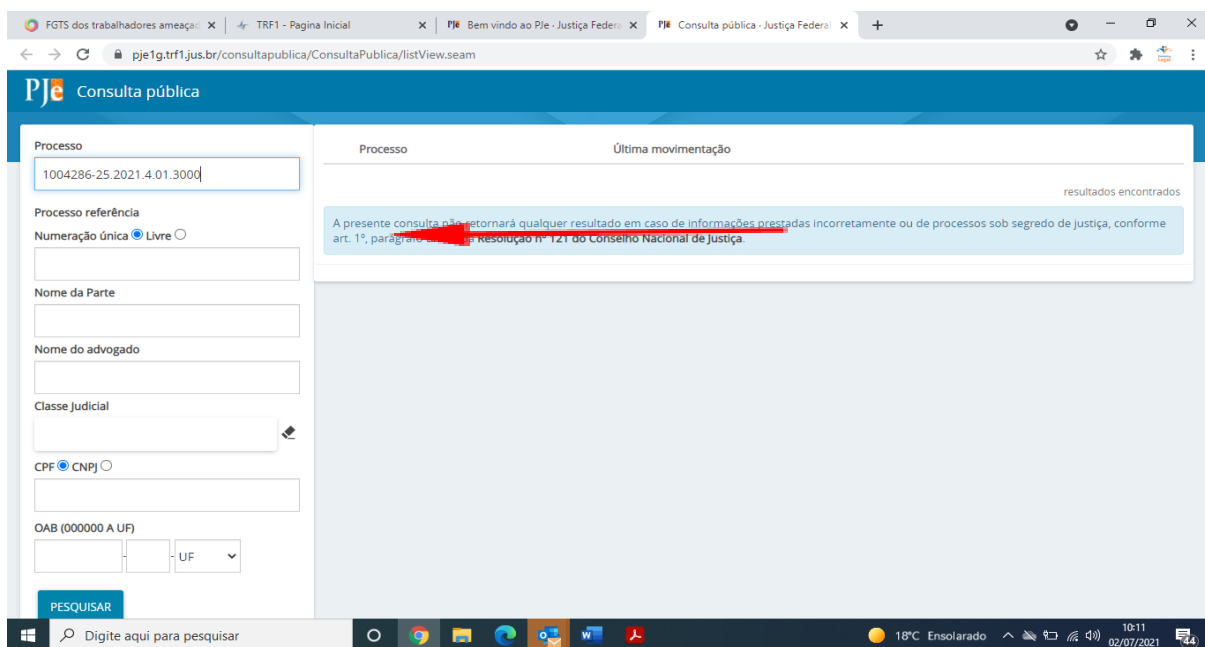 FGTS dos trabalhadores ameaçad
TRF1 - Pagina Inicial
PJe Bem vindo ao PJe · Justiça Federa
PJe Consulta pública · Justiça Federal
pje1g.trf1.jus.br/consultapublica/ConsultaPublica/listView.seam
PJe Consulta pública
Processo
1004286-25.2021.4.01.3000
Processo referência
Numeração única Livre
Nome da Parte
Nome do advogado
Classe Judicial
CPF CNPJ
OAB (000000 A UF)
- - UF
PESQUISAR
Processo Última movimentação
resultados encontrados
A presente consulta não retornará qualquer resultado em caso de informações prestadas incorretamente ou de processos sob segredo de justiça, conforme
art. 1º, parágrafo Resolução nº 121 do Conselho Nacional de Justiça.
Digite aqui para pesquisar
18°C Ensolarado
10:11
02/07/2021
44